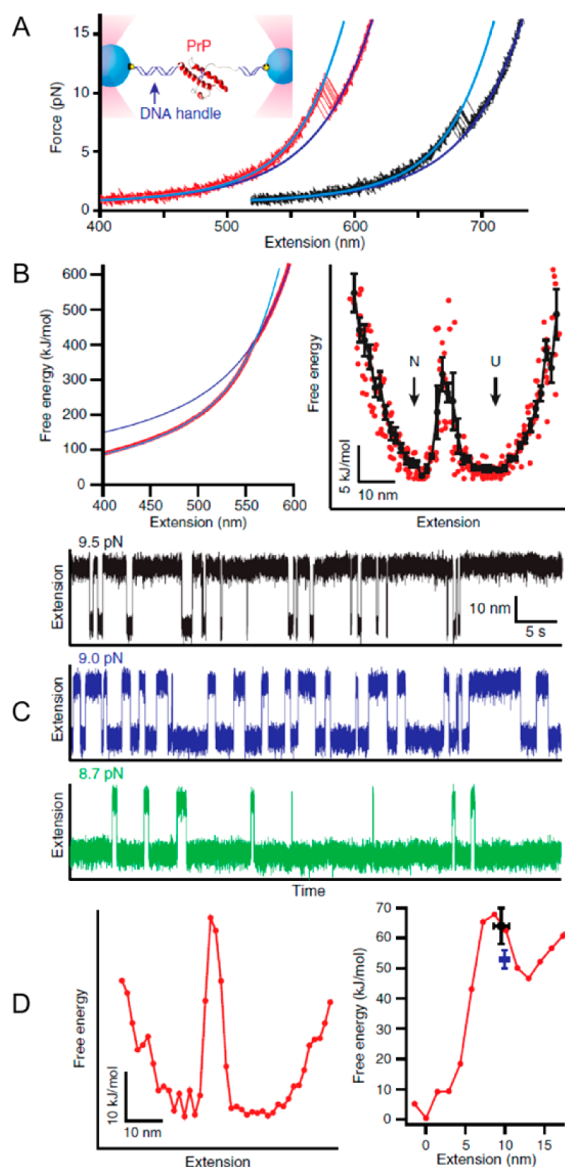 A
15
10
5
0
Force (pN)
PrP
DNA handle
400
500
550
600
700
Extension (nm)
B
600
500
400
300
200
100
0
Free energy (kJ/mol)
400
450
500
550
600
Extension (nm)
Free energy
N
U
5 kJ/mol
10 nm
Extension
C
9.5 pN
Extension
10 nm
5 s
9.0 pN
Extension
8.7 pN
Extension
Time
D
Free energy
10 kJ/mol
10 nm
Extension
70
60
50
40
30
20
10
0
Free energy (kJ/mol)
0
5
10
15
Extension (nm)